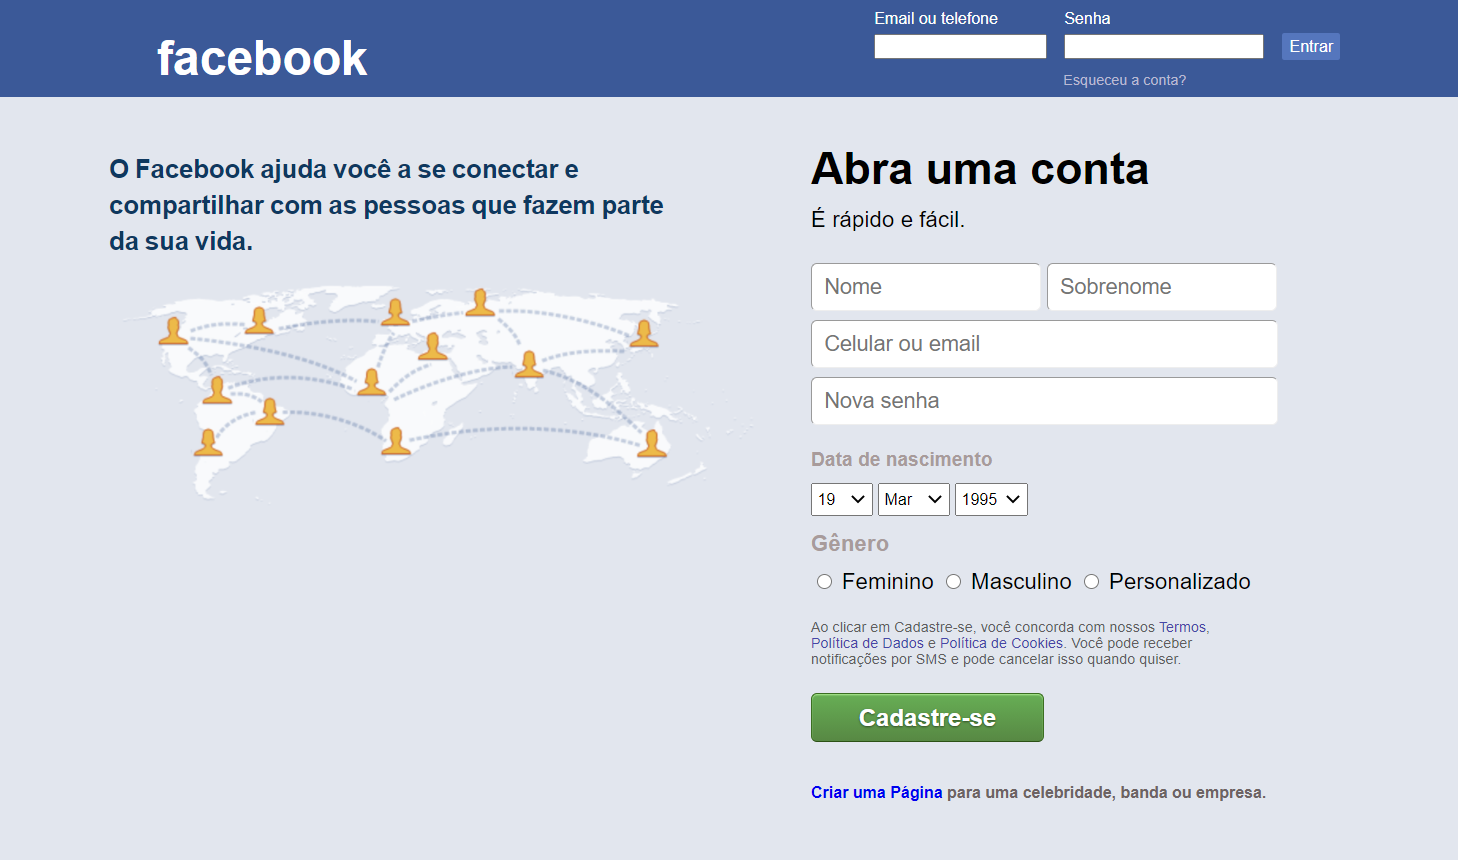 Email ou telefone Senha
facebook Entrar
Esqueceu a conta?
O Facebook ajuda você a se conectar e
compartilhar com as pessoas que fazem parte
da sua vida.
Abra uma conta
É rápido e fácil.
Nome Sobrenome
Celular ou email
Nova senha
Data de nascimento
19 Mar 1995
Gênero
Feminino Masculino Personalizado
Ao clicar em Cadastre-se, você concorda com nossos Termos,
Política de Dados e Política de Cookies. Você pode receber
notificações por SMS e pode cancelar isso quando quiser.
Cadastre-se
Criar uma Página para uma celebridade, banda ou empresa.